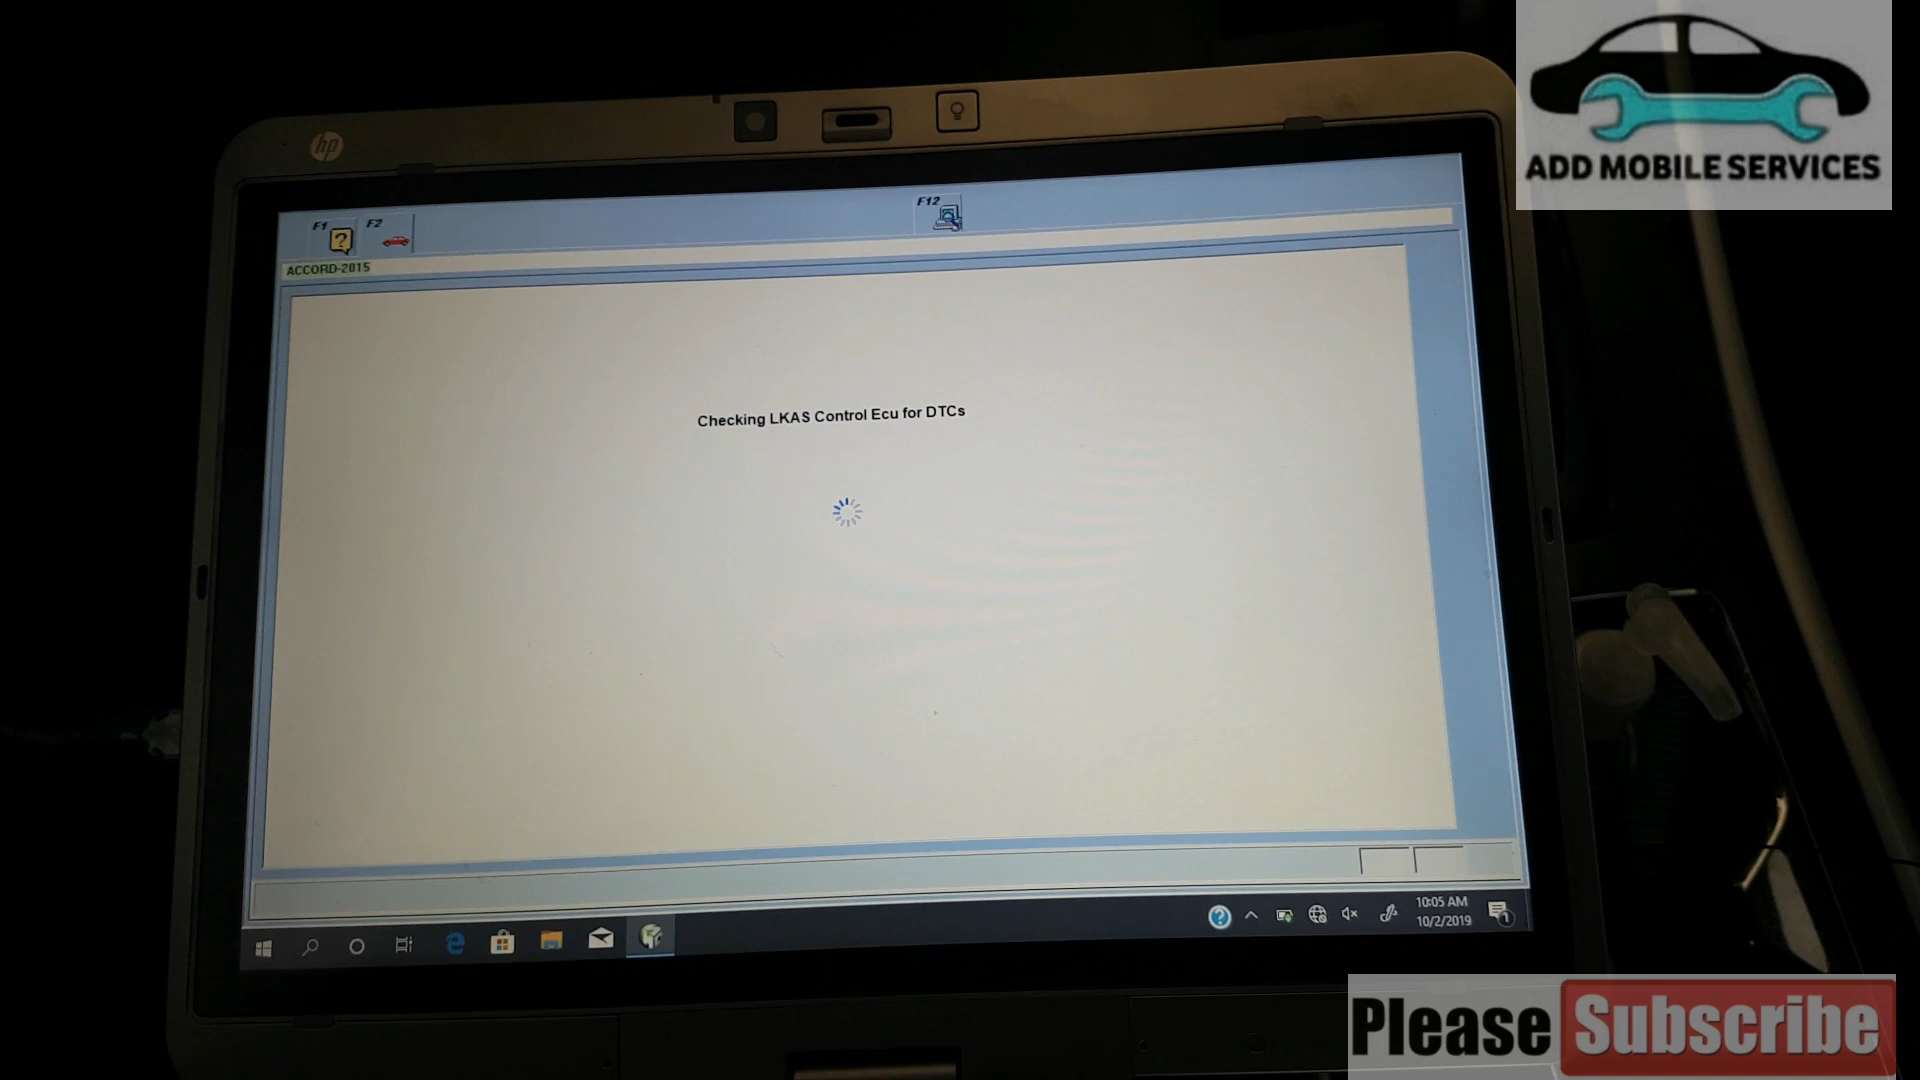 ADD MOBILE SERVICES
hp
F1
F2
F12
ACCORD-2015
Checking LKAS Control Ecu for DTCs
10:05 AM
10/2/2019
1
Please Subscribe